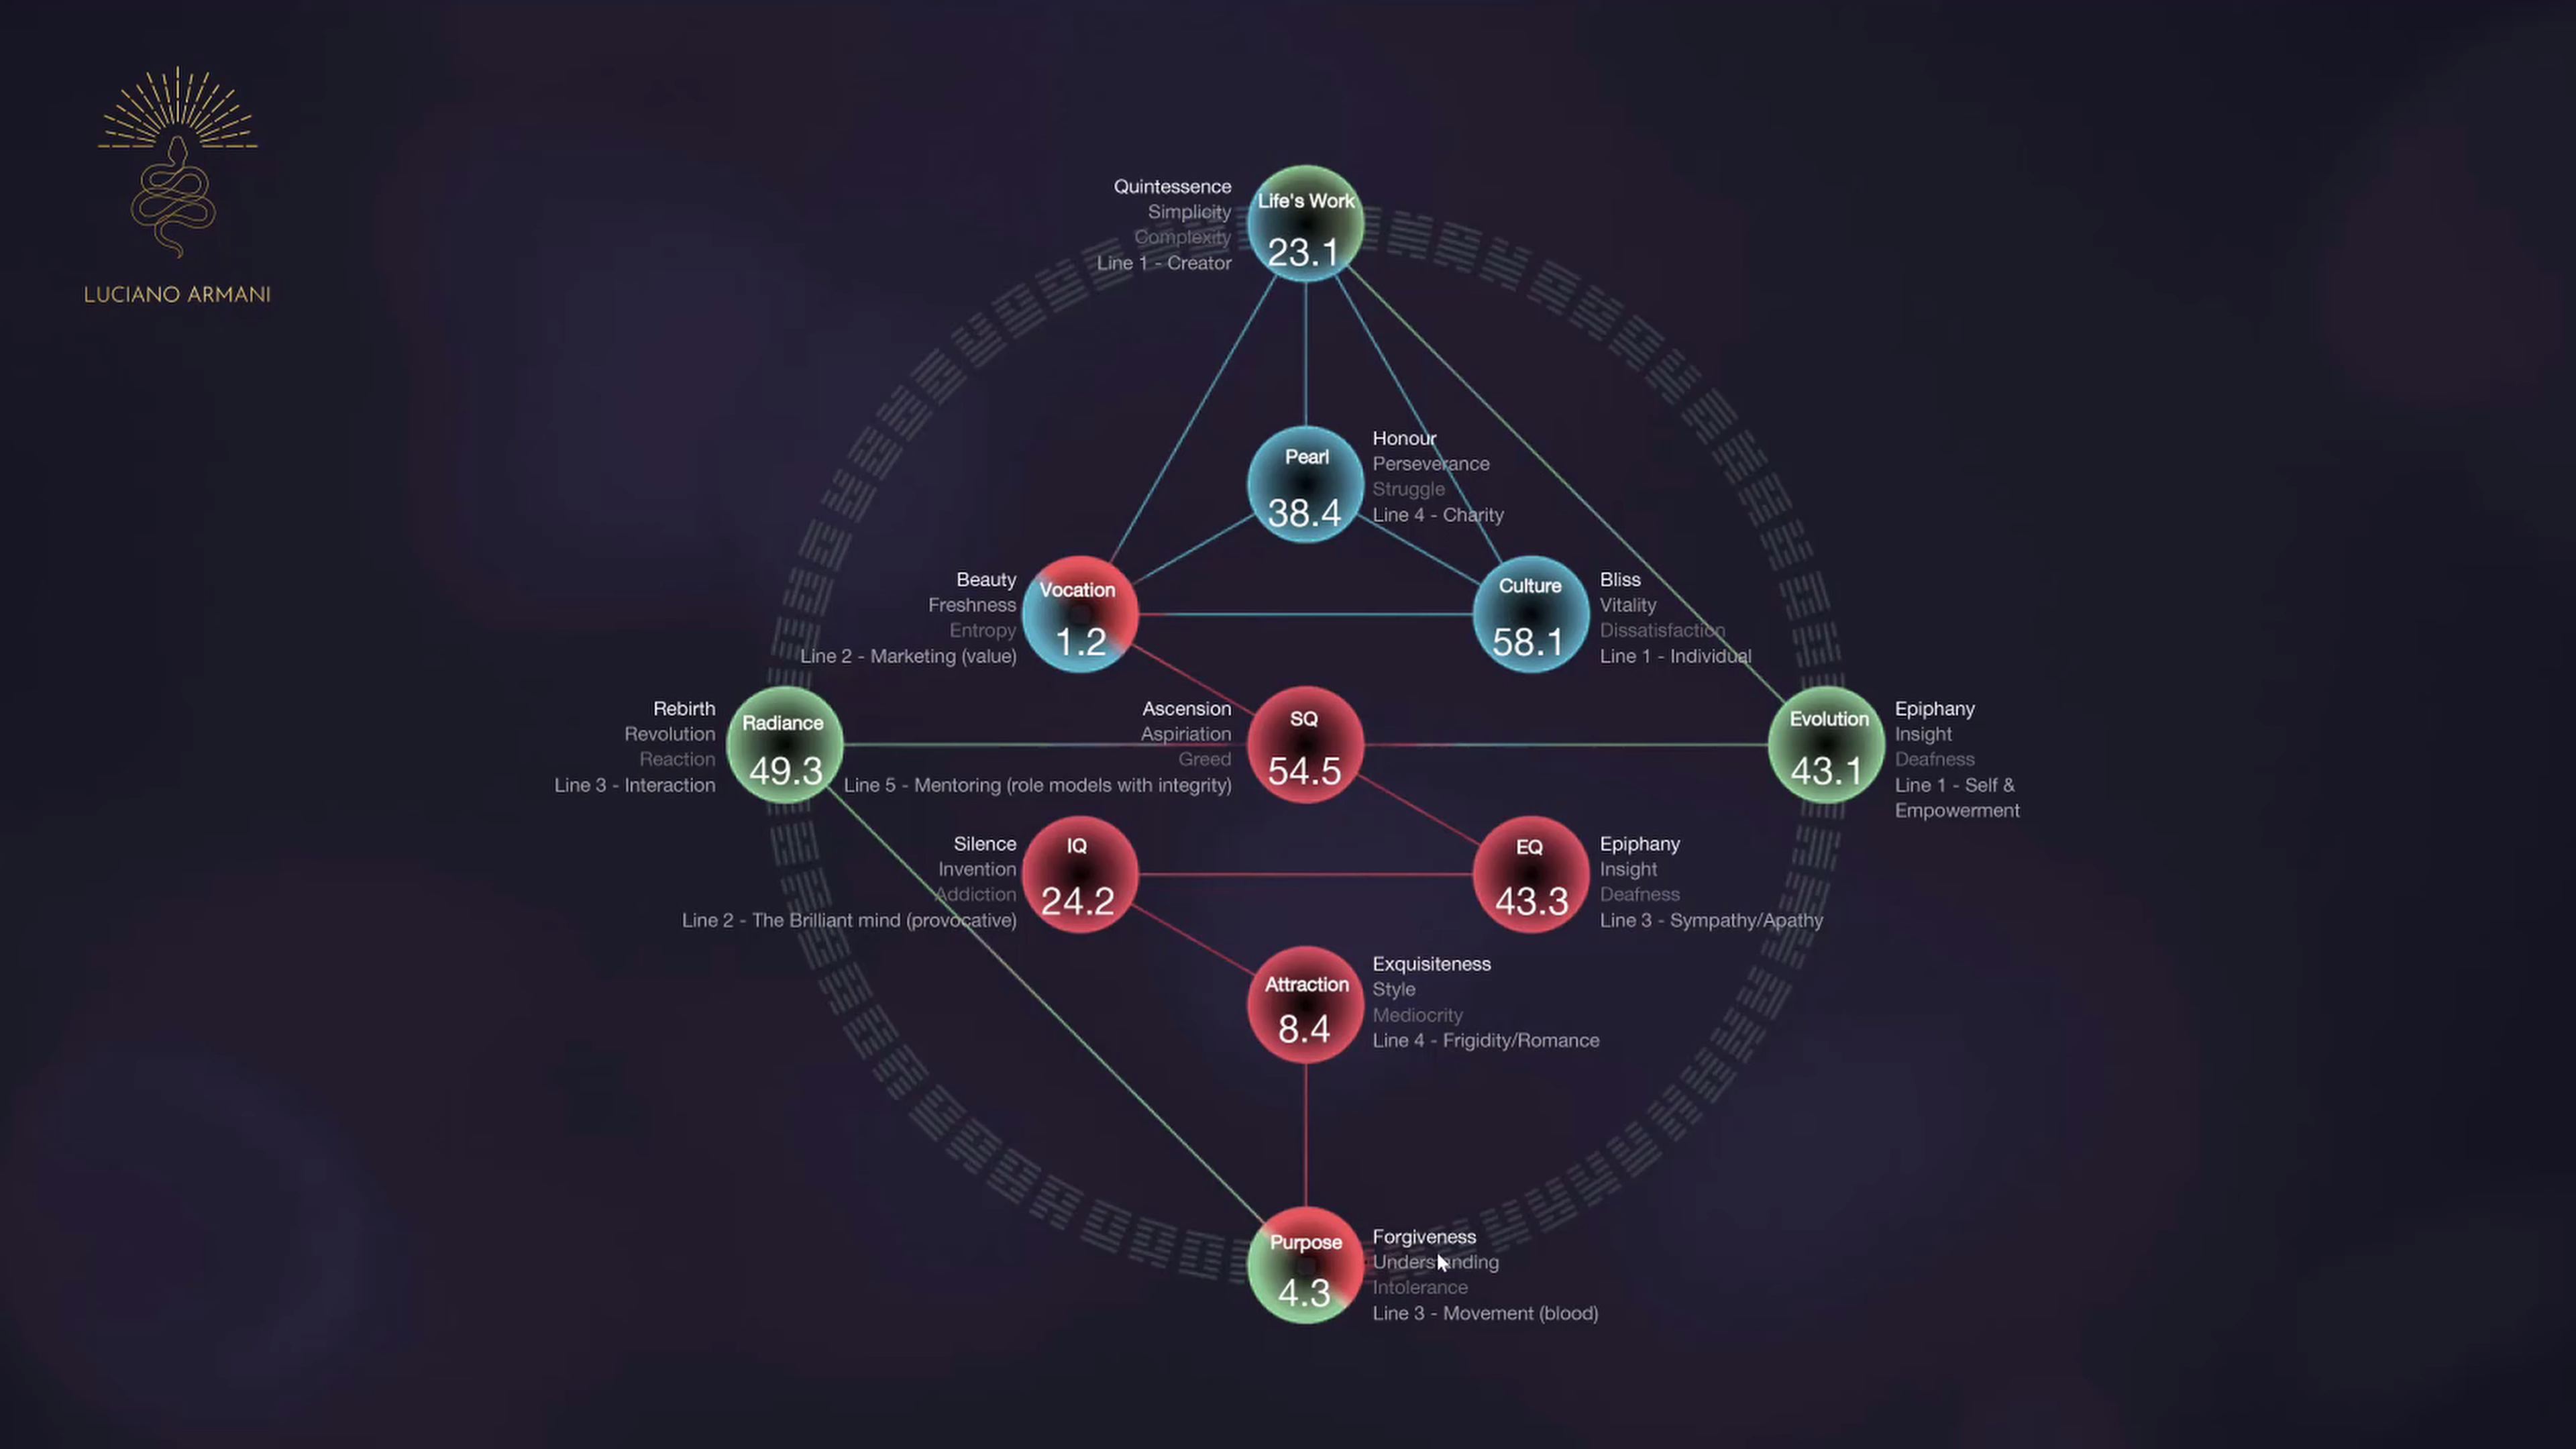 LUCIANO ARMANI
Quintessence
Simplicity
Complexity
Line 1 - Creator
Life's Work
23.1
Pearl
38.4
Honour
Perseverance
Struggle
Line 4 - Charity
Beauty
Freshness
Entropy
Line 2 - Marketing (value)
Vocation
1.2
Culture
58.1
Bliss
Vitality
Dissatisfaction
Line 1 - Individual
Rebirth
Revolution
Reaction
Line 3 - Interaction
Radiance
49.3
Ascension
Aspiriation
Greed
Line 5 - Mentoring (role models with integrity)
SQ
54.5
Evolution
43.1
Epiphany
Insight
Deafness
Line 1 - Self &
Empowerment
Silence
Invention
Addiction
Line 2 - The Brilliant mind (provocative)
IQ
24.2
EQ
43.3
Epiphany
Insight
Deafness
Line 3 - Sympathy/Apathy
Attraction
8.4
Exquisiteness
Style
Mediocrity
Line 4 - Frigidity/Romance
Purpose
4.3
Forgiveness
Understanding
Intolerance
Line 3 - Movement (blood)